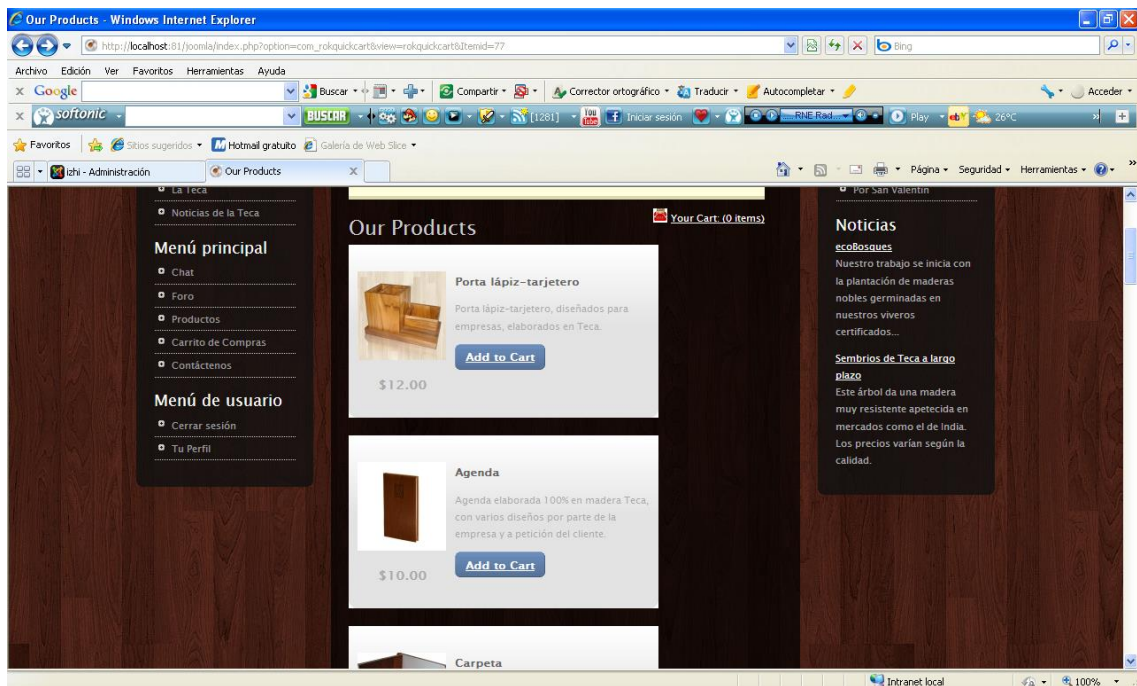 Our Products - Windows Internet Explorer
http://localhost:81/joomla/index.php?option=com_rokquickcart&view=rokquickcart&Itemid=77
Bing
Archivo Edición Ver Favoritos Herramientas Ayuda
x Google Buscar Compartir Corrector ortográfico Traducir Autocompletar Acceder
x softonic BUSCAR [1281] You Tube Iniciar sesión ....RNE Rad... Play ebY 26°C »
Favoritos Sitios sugeridos Hotmail gratuito Galería de Web Slice
izhi - Administración Our Products x Página Seguridad Herramientas »
La Teca
Noticias de la Teca
Menú principal
Chat
Foro
Productos
Carrito de Compras
Contáctenos
Menú de usuario
Cerrar sesión
Tu Perfil
Your Cart: (0 items)
Our Products
Porta lápiz-tarjetero
Porta lápiz-tarjetero, diseñados para
empresas, elaborados en Teca.
Add to Cart
$12.00
Agenda
Agenda elaborada 100% en madera Teca,
con varios diseños por parte de la
empresa y a petición del cliente.
Add to Cart
$10.00
Carpeta
Por San Valentin
Noticias
ecoBosques
Nuestro trabajo se inicia con
la plantación de maderas
nobles germinadas en
nuestros viveros
certificados...
Sembrios de Teca a largo
plazo
Este árbol da una madera
muy resistente apetecida en
mercados como el de India.
Los precios varían según la
calidad.
Intranet local 100%